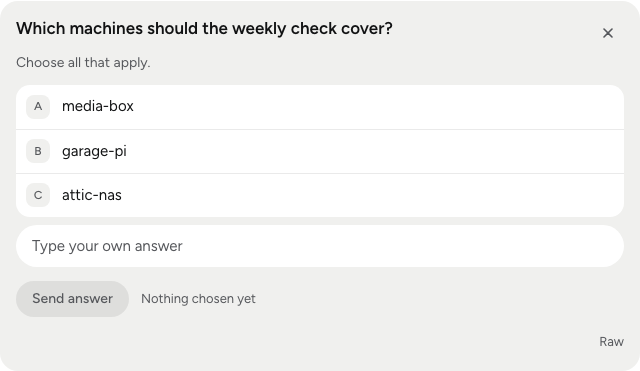 Which machines should the weekly check cover?
Choose all that apply.
A media-box
B garage-pi
C attic-nas
Type your own answer
Send answer Nothing chosen yet
Raw